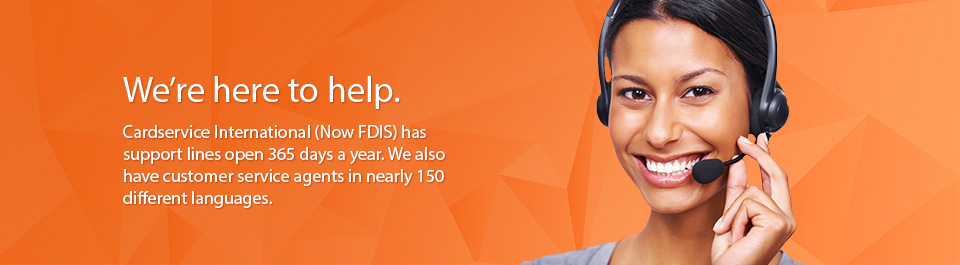 We're here to help.
Cardservice International (Now FDIS) has
support lines open 365 days a year. We also
have customer service agents in nearly 150
different languages.